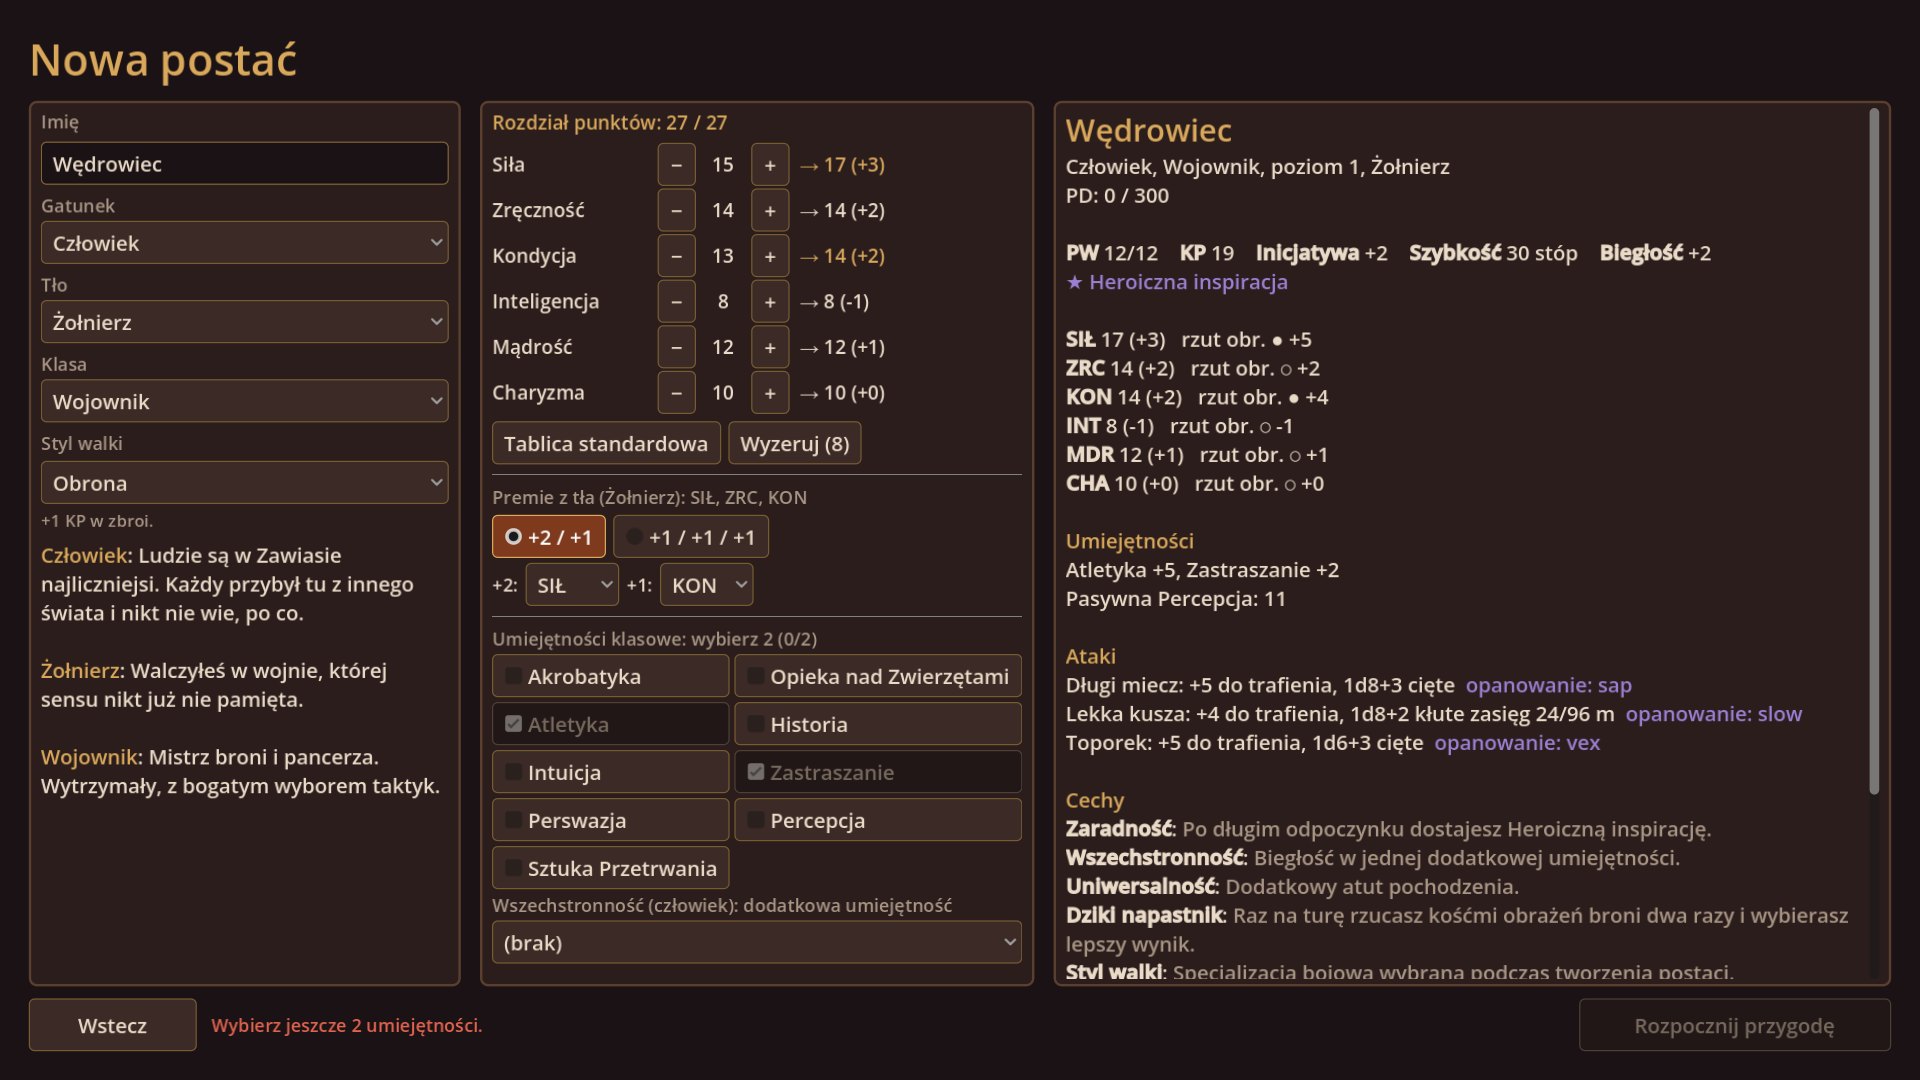 Nowa postać
Imię
Wędrowiec
Gatunek
Człowiek
Tło
Żołnierz
Klasa
Wojownik
Styl walki
Obrona
+1 KP w zbroi.
Człowiek: Ludzie są w Zawiasie
najliczniejsi. Każdy przybył tu z innego
świata i nikt nie wie, po co.
Żołnierz: Walczyłeś w wojnie, której
sensu nikt już nie pamięta.
Wojownik: Mistrz broni i pancerza.
Wytrzymały, z bogatym wyborem taktyk.
Rozdział punktów: 27 / 27
Siła − 15 + → 17 (+3)
Zręczność − 14 + → 14 (+2)
Kondycja − 13 + → 14 (+2)
Inteligencja − 8 + → 8 (-1)
Mądrość − 12 + → 12 (+1)
Charyzma − 10 + → 10 (+0)
Tablica standardowa Wyzeruj (8)
Premie z tła (Żołnierz): SIŁ, ZRC, KON
+2 / +1 +1 / +1 / +1
+2: SIŁ +1: KON
Umiejętności klasowe: wybierz 2 (0/2)
Akrobatyka Opieka nad Zwierzętami
Atletyka Historia
Intuicja Zastraszanie
Perswazja Percepcja
Sztuka Przetrwania
Wszechstronność (człowiek): dodatkowa umiejętność
(brak)
Wędrowiec
Człowiek, Wojownik, poziom 1, Żołnierz
PD: 0 / 300
PW 12/12 KP 19 Inicjatywa +2 Szybkość 30 stóp Biegłość +2
★ Heroiczna inspiracja
SIŁ 17 (+3) rzut obr. ● +5
ZRC 14 (+2) rzut obr. ○ +2
KON 14 (+2) rzut obr. ● +4
INT 8 (-1) rzut obr. ○ -1
MDR 12 (+1) rzut obr. ○ +1
CHA 10 (+0) rzut obr. ○ +0
Umiejętności
Atletyka +5, Zastraszanie +2
Pasywna Percepcja: 11
Ataki
Długi miecz: +5 do trafienia, 1d8+3 cięte opanowanie: sap
Lekka kusza: +4 do trafienia, 1d8+2 kłute zasięg 24/96 m opanowanie: slow
Toporek: +5 do trafienia, 1d6+3 cięte opanowanie: vex
Cechy
Zaradność: Po długim odpoczynku dostajesz Heroiczną inspirację.
Wszechstronność: Biegłość w jednej dodatkowej umiejętności.
Uniwersalność: Dodatkowy atut pochodzenia.
Dziki napastnik: Raz na turę rzucasz kośćmi obrażeń broni dwa razy i wybierasz
lepszy wynik.
Styl walki: Specjalizacja bojowa wybrana podczas tworzenia postaci.
Wstecz
Wybierz jeszcze 2 umiejętności.
Rozpocznij przygodę